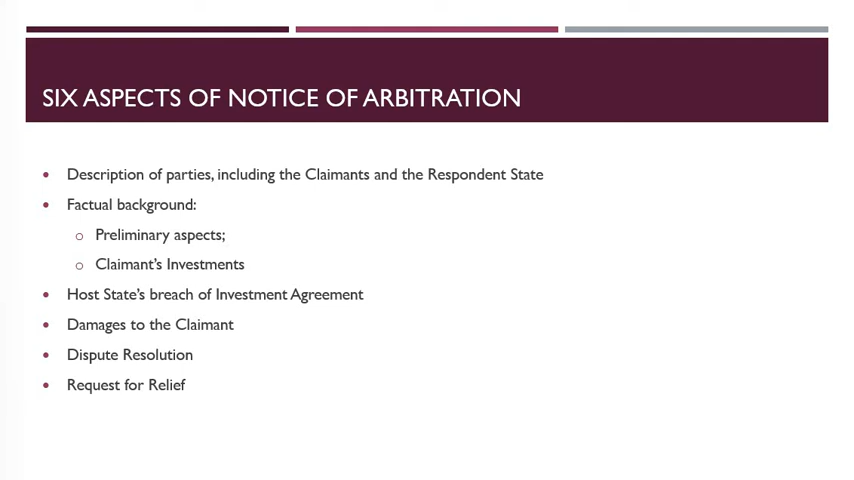 SIX ASPECTS OF NOTICE OF ARBITRATION
• Description of parties, including the Claimants and the Respondent State
• Factual background:
o Preliminary aspects;
o Claimant's Investments
• Host State's breach of Investment Agreement
• Damages to the Claimant
• Dispute Resolution
• Request for Relief